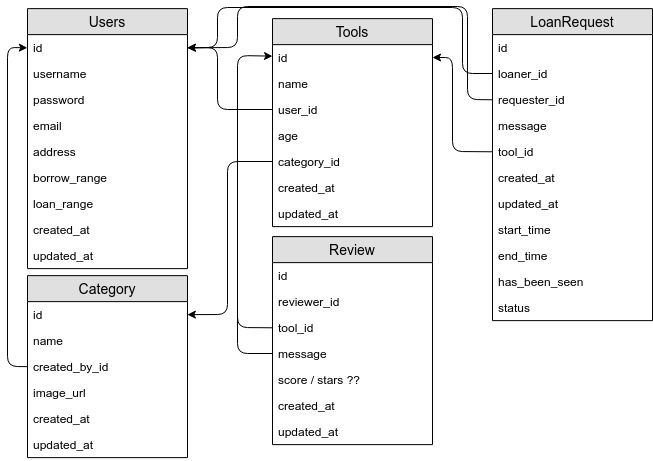 Users
id
username
password
email
address
borrow_range
loan_range
created_at
updated_at
Category
id
name
created_by_id
image_url
created_at
updated_at
Tools
id
name
user_id
age
category_id
created_at
updated_at
Review
id
reviewer_id
tool_id
message
score / stars ??
created_at
updated_at
LoanRequest
id
loaner_id
requester_id
message
tool_id
created_at
updated_at
start_time
end_time
has_been_seen
status